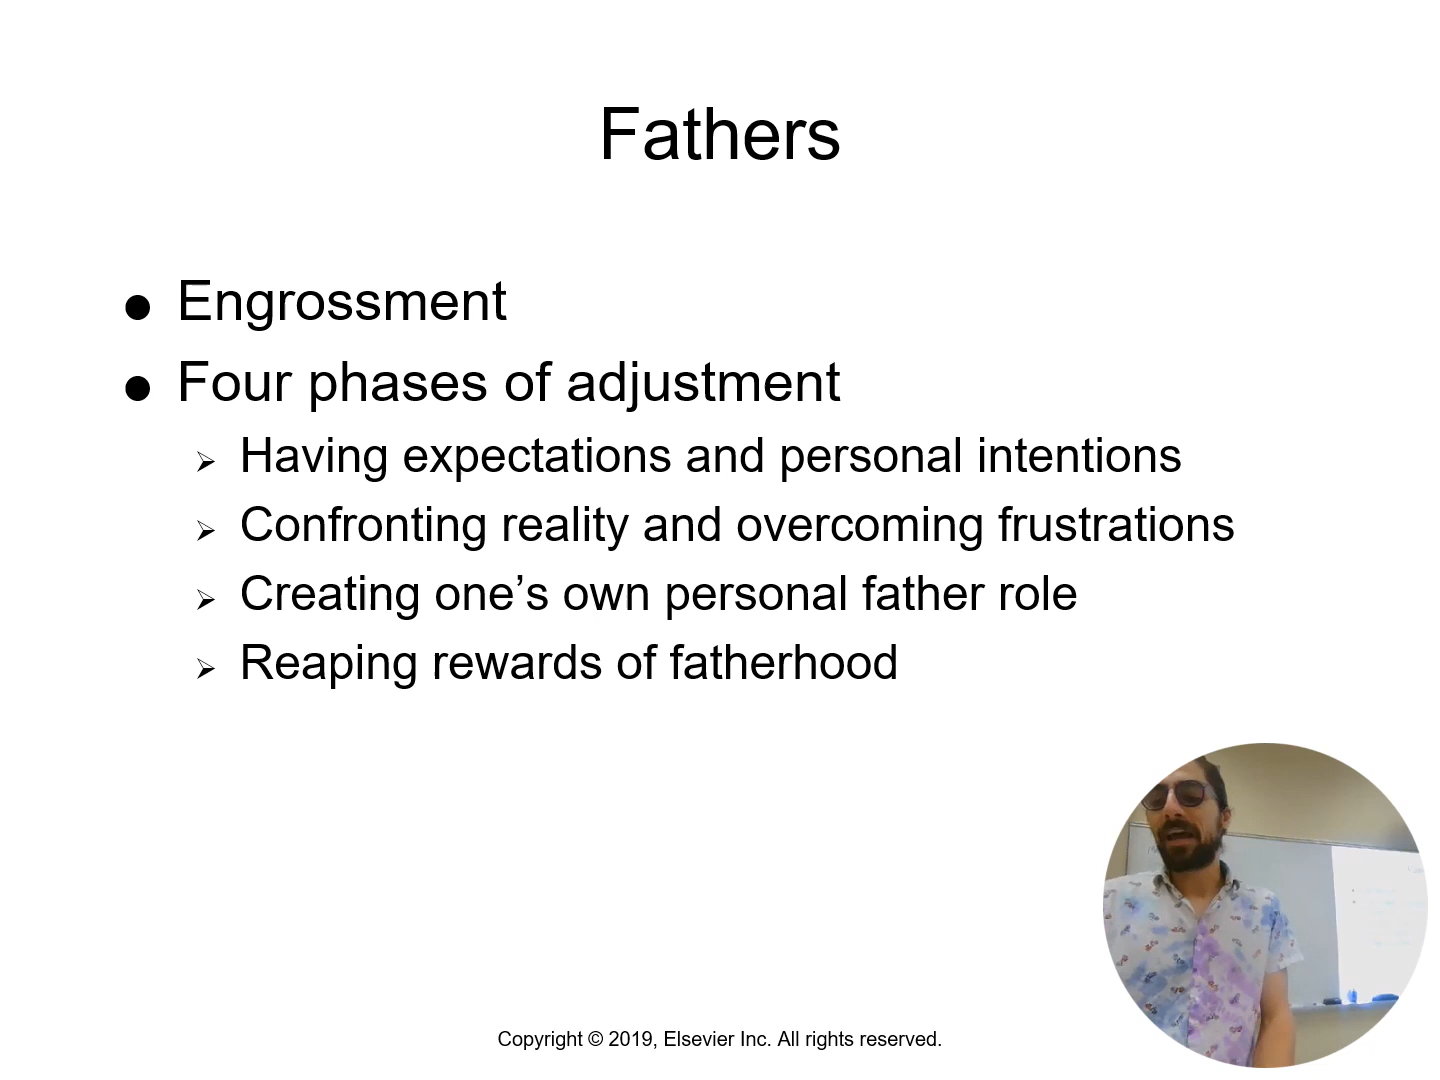 Fathers
● Engrossment
● Four phases of adjustment
➢ Having expectations and personal intentions
➢ Confronting reality and overcoming frustrations
➢ Creating one’s own personal father role
➢ Reaping rewards of fatherhood
Copyright © 2019, Elsevier Inc. All rights reserved.